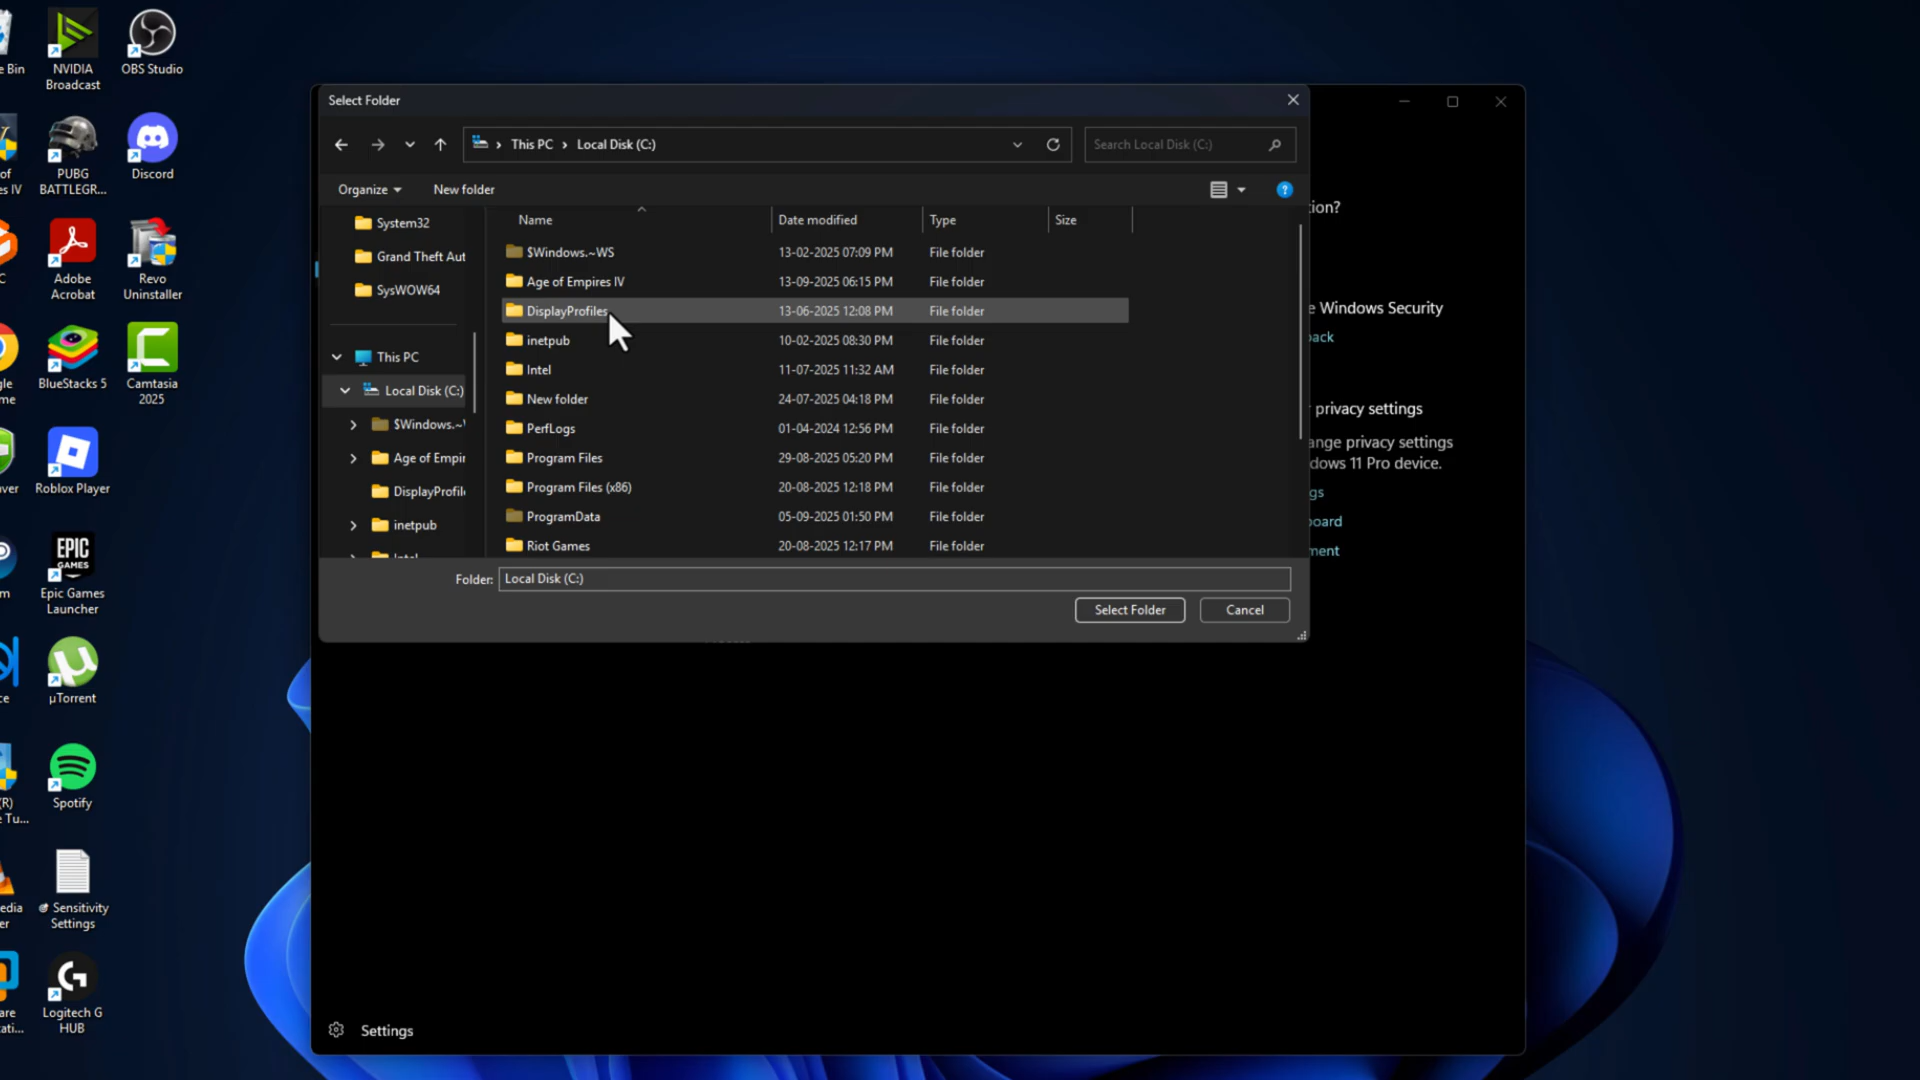 e Bin
NVIDIA
Broadcast
OBS Studio
of
es IV
PUBG
BATTLEGR...
Discord
C
Adobe
Acrobat
Revo
Uninstaller
gle
me
BlueStacks 5
Camtasia
2025
ver
Roblox Player
m
EPIC
GAMES
Epic Games
Launcher
ce
µTorrent
(R)
e Tu...
Spotify
edia
er
Sensitivity
Settings
are
tati...
Logitech G
HUB
Select Folder
This PC > Local Disk (C:)
Search Local Disk (C:)
Organize
New folder
System32
Grand Theft Aut
SysWOW64
This PC
Local Disk (C:)
$Windows.~
Age of Empir
DisplayProfile
inetpub
Intel
Name Date modified Type Size
$Windows.~WS 13-02-2025 07:09 PM File folder
Age of Empires IV 13-09-2025 06:15 PM File folder
DisplayProfiles 13-06-2025 12:08 PM File folder
inetpub 10-02-2025 08:30 PM File folder
Intel 11-07-2025 11:32 AM File folder
New folder 24-07-2025 04:18 PM File folder
PerfLogs 01-04-2024 12:56 PM File folder
Program Files 29-08-2025 05:20 PM File folder
Program Files (x86) 20-08-2025 12:18 PM File folder
ProgramData 05-09-2025 01:50 PM File folder
Riot Games 20-08-2025 12:17 PM File folder
Folder: Local Disk (C:)
Select Folder
Cancel
tion?
e Windows Security
back
privacy settings
ange privacy settings
dows 11 Pro device.
gs
board
ment
Settings